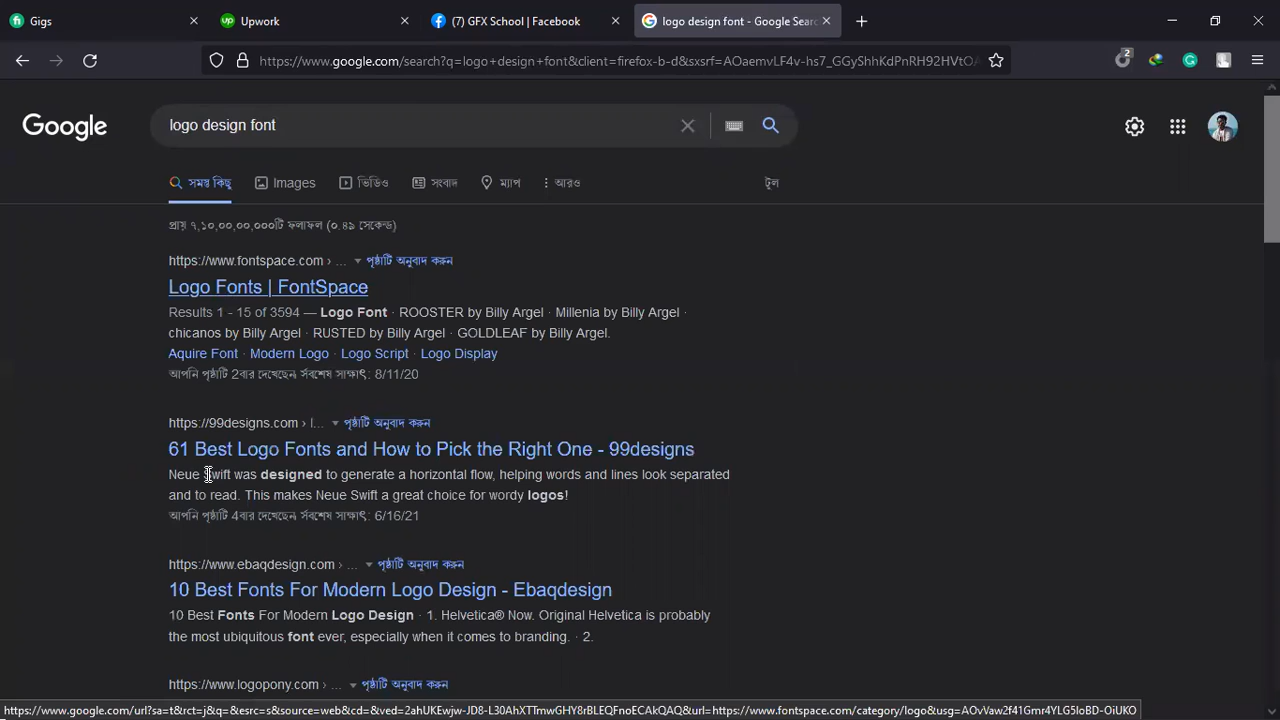 Gigs
Upwork
(7) GFX School | Facebook
logo design font - Google Searc
https://www.google.com/search?q=logo+design+font&client=firefox-b-d&sxsrf=AOaemvLF4v-hs7_GGyShhKdPnRH92HVtOA
2
Google
logo design font
সমস্ত কিছু
Images
ভিডিও
সংবাদ
ম্যাপ
আরও
টুল
প্রায় ৭,১০,০০,০০,০০০টি ফলাফল (০.৪৯ সেকেন্ড)
https://www.fontspace.com › ... পৃষ্ঠাটি অনুবাদ করুন
Logo Fonts | FontSpace
Results 1 - 15 of 3594 — Logo Font · ROOSTER by Billy Argel · Millenia by Billy Argel ·
chicanos by Billy Argel · RUSTED by Billy Argel · GOLDLEAF by Billy Argel.
Aquire Font · Modern Logo · Logo Script · Logo Display
আপনি পৃষ্ঠাটি 2বার দেখেছেন৷ সর্বশেষ সাক্ষাৎ: 8/11/20
https://99designs.com › l... পৃষ্ঠাটি অনুবাদ করুন
61 Best Logo Fonts and How to Pick the Right One - 99designs
Neue Swift was designed to generate a horizontal flow, helping words and lines look separated
and to read. This makes Neue Swift a great choice for wordy logos!
আপনি পৃষ্ঠাটি 4বার দেখেছেন৷ সর্বশেষ সাক্ষাৎ: 6/16/21
https://www.ebaqdesign.com › ... পৃষ্ঠাটি অনুবাদ করুন
10 Best Fonts For Modern Logo Design - Ebaqdesign
10 Best Fonts For Modern Logo Design · 1. Helvetica® Now. Original Helvetica is probably
the most ubiquitous font ever, especially when it comes to branding. · 2.
https://www.logopony.com › ... পৃষ্ঠাটি অনুবাদ করুন
https://www.google.com/url?sa=t&rct=j&q=&esrc=s&source=web&cd=&ved=2ahUKEwjw-JD8-L30AhXTTmwGHY8rBLEQFnoECAkQAQ&url=https://www.fontspace.com/category/logo&usg=AOvVaw2f41Gmr4YLG5IoBD-OiUKO